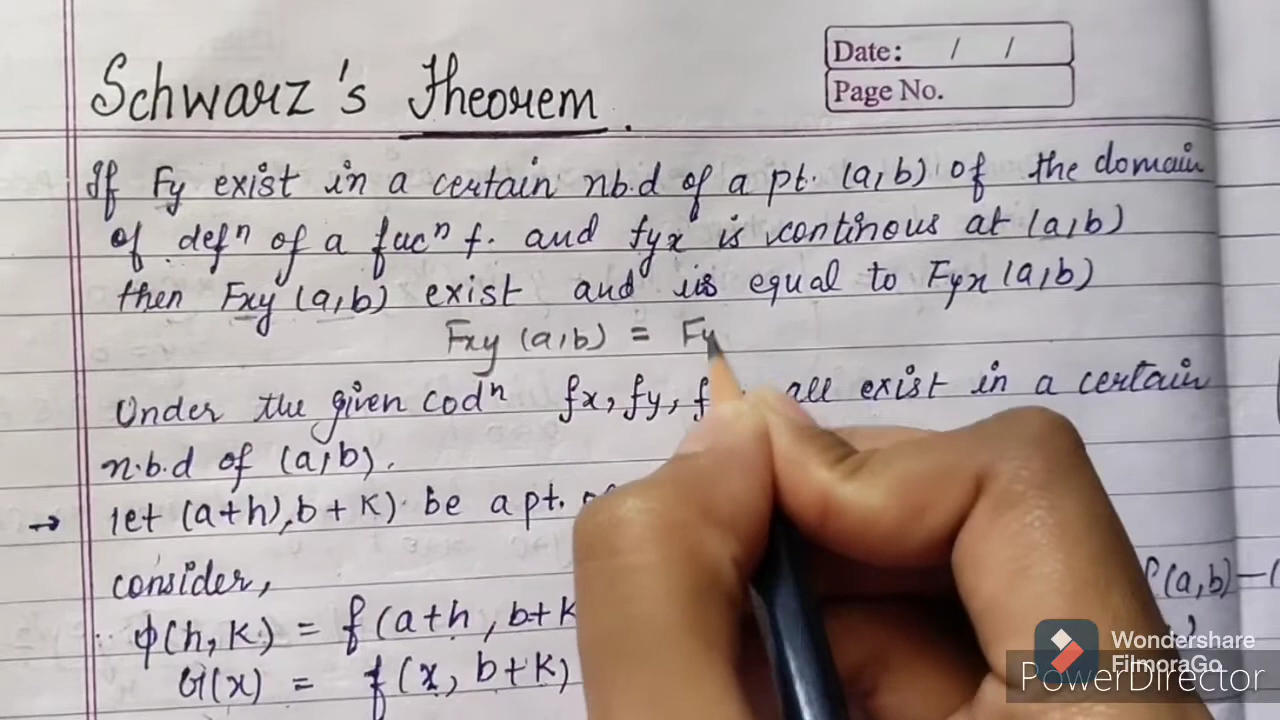 Schwarz's Theorem.
Date: / /
Page No.
If Fy exist in a certain nb.d of a pt. (a,b) of the domain
of defⁿ of a fucⁿ f. and fyx is continous at (a,b)
then Fxy (a,b) exist and is equal to Fyx (a,b)
Fxy (a,b) = Fy
Under the given codⁿ fx, fy, f all exist in a certain
n.b.d of (a,b).
→ let (a+h), b+k). be a pt.
consider,
f(a,b) – (
φ(h, k) = f(a+h, b+k
G(x) = f(x, b+k)
Wondershare
FilmoraGo
PowerDirector